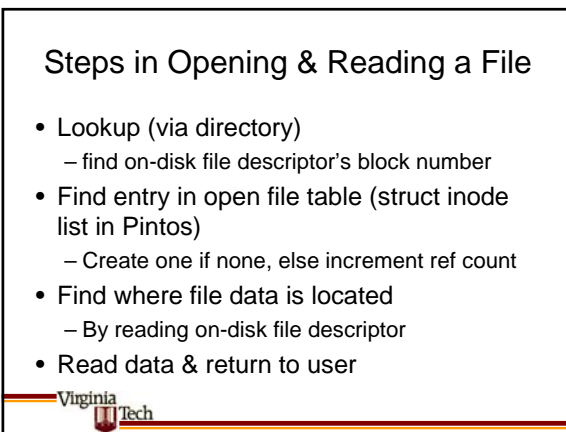 Steps in Opening & Reading a File
• Lookup (via directory)
– find on-disk file descriptor's block number
• Find entry in open file table (struct inode
list in Pintos)
– Create one if none, else increment ref count
• Find where file data is located
– By reading on-disk file descriptor
• Read data & return to user
Virginia
Tech